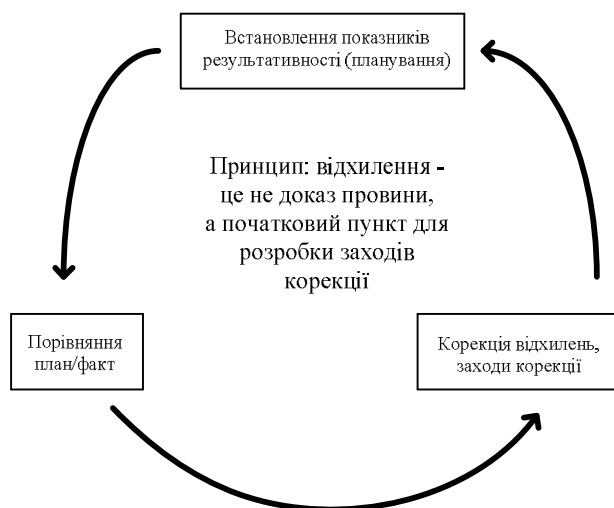 Встановлення показників
результативності (планування)
Принцип: відхилення -
це не доказ провини,
а початковий пункт для
розробки заходів
корекції
Порівняння
план/факт
Корекція відхилень,
заходи корекції